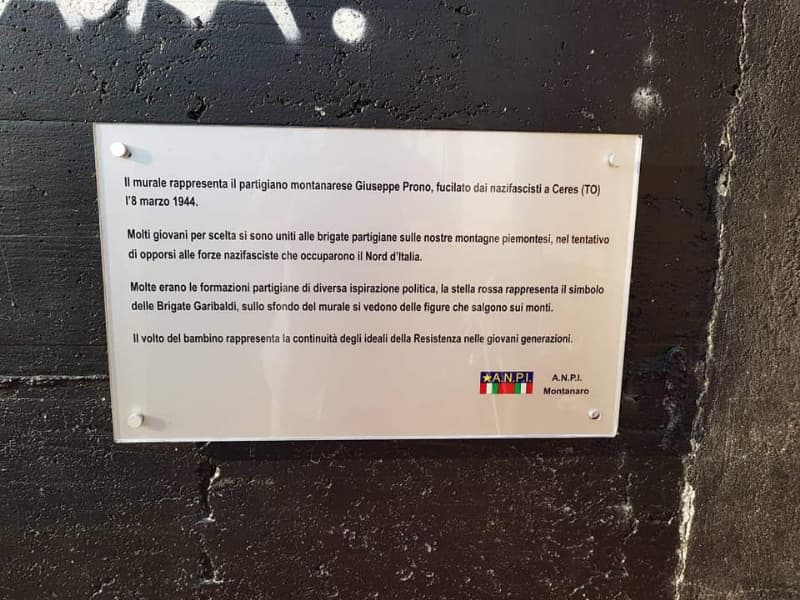 Il murale rappresenta il partigiano montanarese Giuseppe Prono, fucilato dai nazifascisti a Ceres (TO)
l'8 marzo 1944.
Molti giovani per scelta si sono uniti alle brigate partigiane sulle nostre montagne piemontesi, nel tentativo
di opporsi alle forze nazifasciste che occuparono il Nord d'Italia.
Molte erano le formazioni partigiane di diversa ispirazione politica, la stella rossa rappresenta il simbolo
delle Brigate Garibaldi, sullo sfondo del murale si vedono delle figure che salgono sui monti.
Il volto del bambino rappresenta la continuità degli ideali della Resistenza nelle giovani generazioni.
A.N.P.I. A.N.P.I.
Montanaro